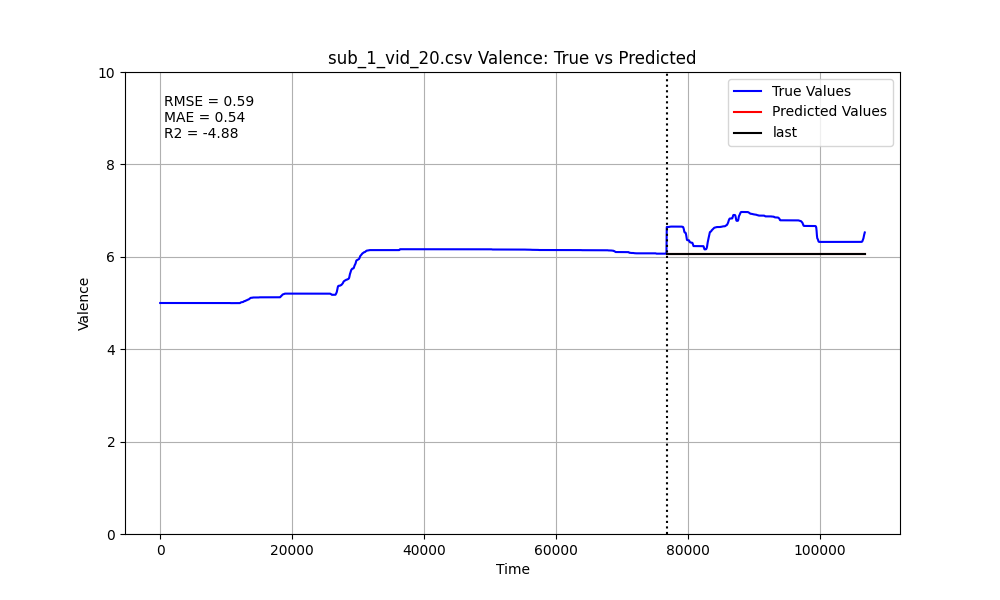 sub_1_vid_20.csv Valence: True vs Predicted
RMSE = 0.59
MAE = 0.54
R2 = -4.88
True Values
Predicted Values
last
10
8
6
4
2
0
Valence
0
20000
40000
60000
80000
100000
Time